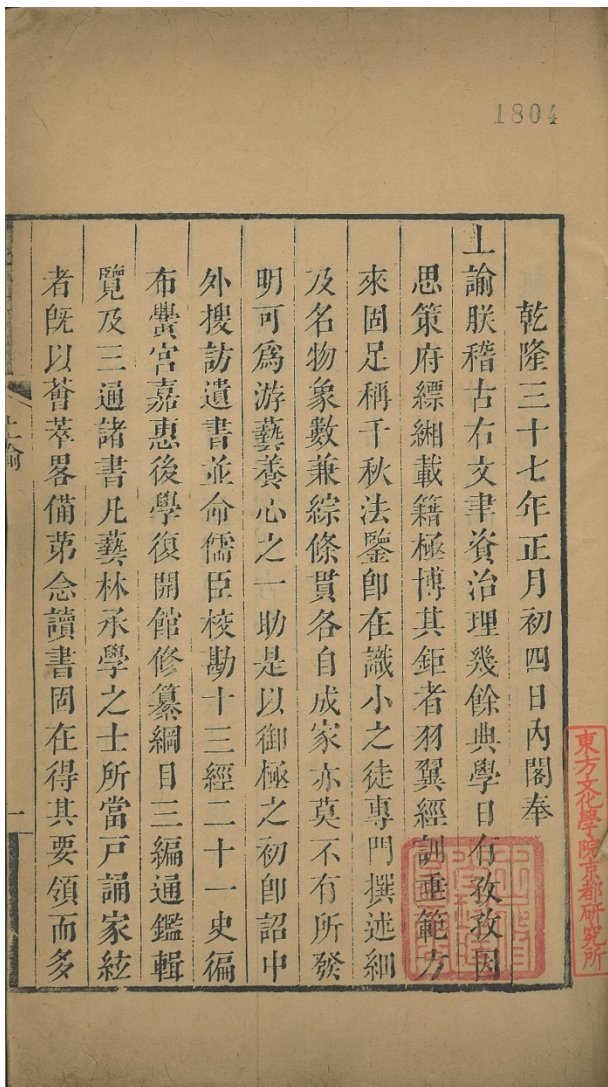 1804
乾隆三十七年正月初四日內閣奉
上諭朕稽古右文聿資治理幾餘典學日有孜孜因
思策府縹緗載籍極博其鉅者羽翼經訓垂範方
來固足稱千秋法鑒卽在識小之徒專門撰述細
及名物象數兼綜條貫各自成家亦莫不有所發
明可爲游藝養心之一助是以御極之初卽詔中
外搜訪遺書並命儒臣校勘十三經二十一史徧
布黌宮嘉惠後學復開館修纂綱目三編通鑑輯
覽及三通諸書凡藝林承學之士所當戶誦家絃
者旣以薈萃畧備第念讀書固在得其要領而多
上諭
一
東方文化學院京都研究所